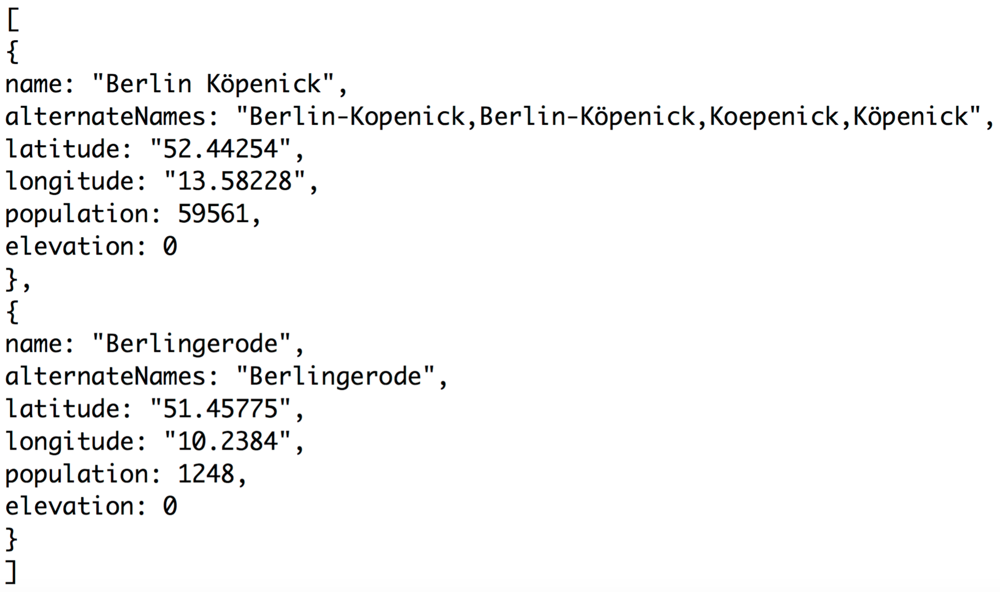 [
{
name: "Berlin Köpenick",
alternateNames: "Berlin-Kopenick,Berlin-Köpenick,Koepenick,Köpenick",
latitude: "52.44254",
longitude: "13.58228",
population: 59561,
elevation: 0
},
{
name: "Berlingerode",
alternateNames: "Berlingerode",
latitude: "51.45775",
longitude: "10.2384",
population: 1248,
elevation: 0
}
]